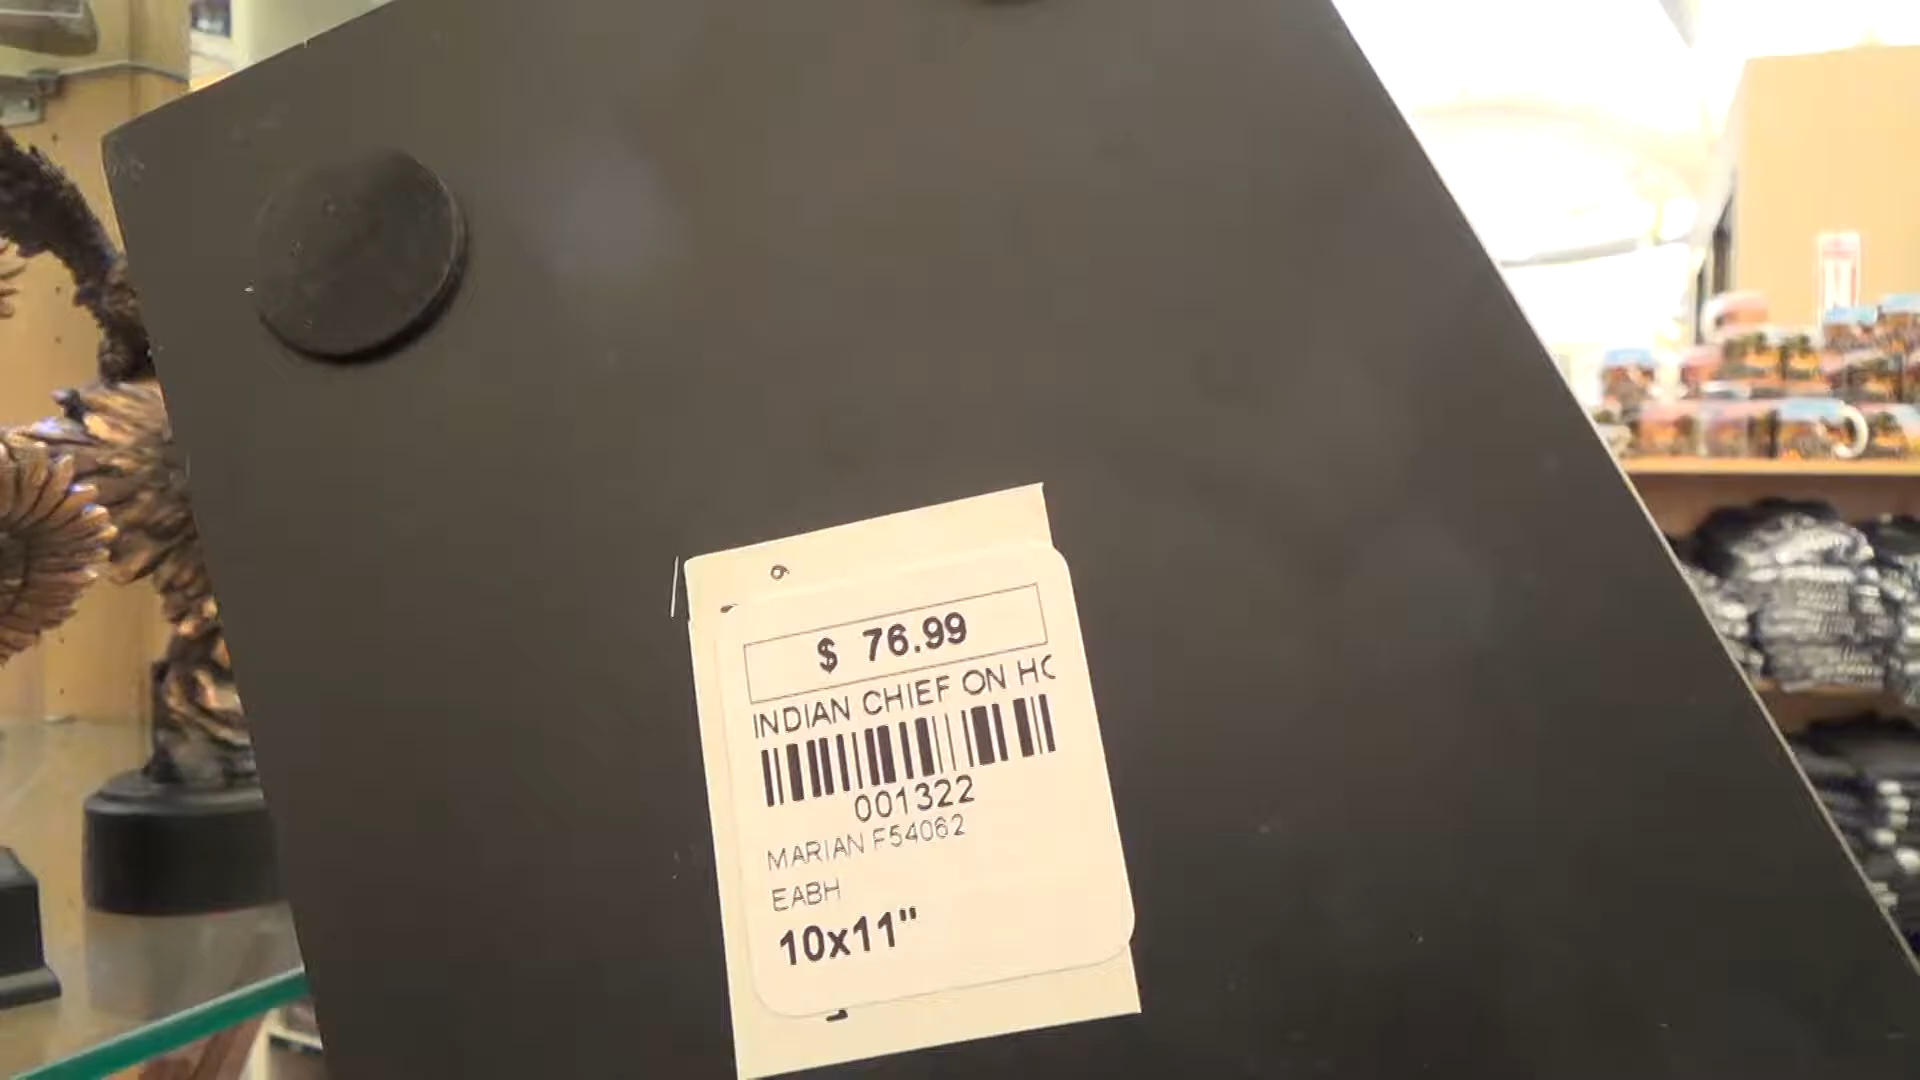 $ 76.99
INDIAN CHIEF ON HO
001322
MARIAN F54062
EABH
10x11"